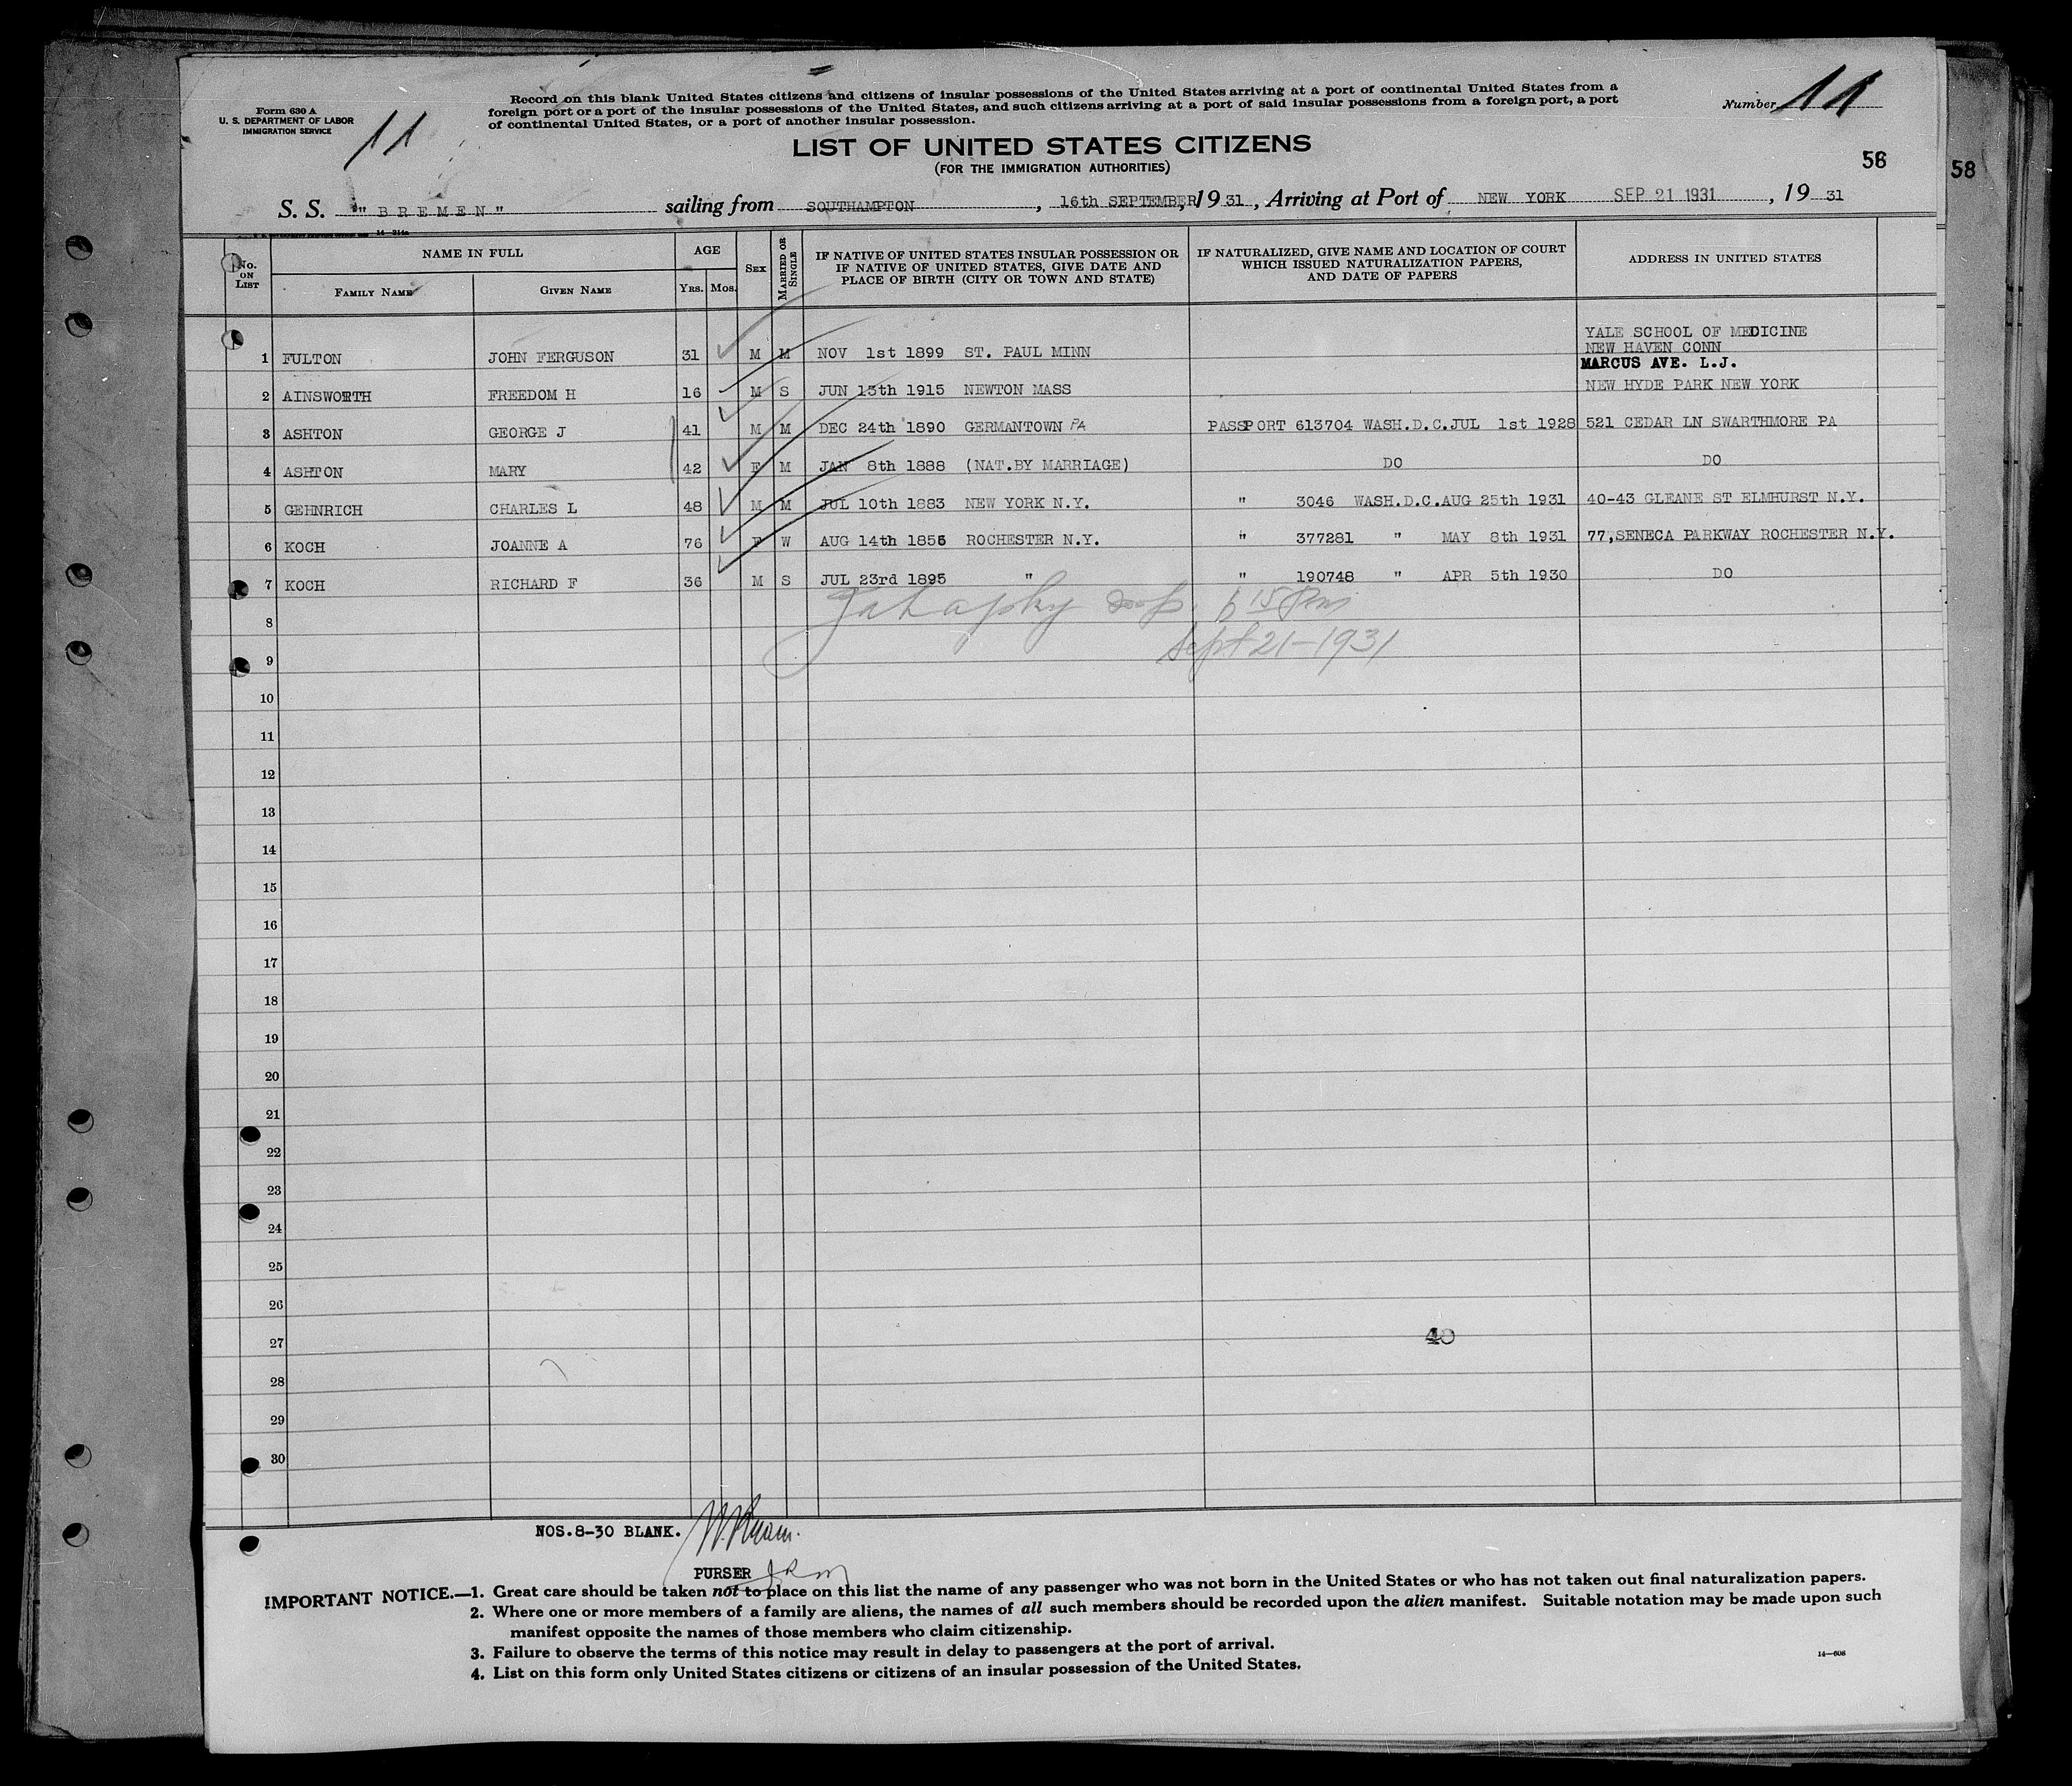 Form 630 A
U. S. DEPARTMENT OF LABOR
IMMIGRATION SERVICE
11
Record on this blank United States citizens and citizens of insular possessions of the United States arriving at a port of continental United States from a
foreign port or a port of the insular possessions of the United States, and such citizens arriving at a port of said insular possessions from a foreign port, a port
of continental United States, or a port of another insular possession.
Number 11
LIST OF UNITED STATES CITIZENS
(FOR THE IMMIGRATION AUTHORITIES)
56
58
S. S. "BREMEN" sailing from SOUTHAMPTON, 16th SEPTEMBER, 1931, Arriving at Port of NEW YORK SEP 21 1931, 19 31
No. ON LIST
NAME IN FULL
FAMILY NAME
GIVEN NAME
AGE
YRS. MOS.
SEX
MARRIED OR SINGLE
IF NATIVE OF UNITED STATES INSULAR POSSESSION OR
IF NATIVE OF UNITED STATES, GIVE DATE AND
PLACE OF BIRTH (CITY OR TOWN AND STATE)
IF NATURALIZED, GIVE NAME AND LOCATION OF COURT
WHICH ISSUED NATURALIZATION PAPERS,
AND DATE OF PAPERS
ADDRESS IN UNITED STATES
YALE SCHOOL OF MEDICINE
1 FULTON JOHN FERGUSON 31 M M NOV 1st 1899 ST. PAUL MINN NEW HAVEN CONN
MARCUS AVE. L.J.
2 AINSWORTH FREEDOM H 16 M S JUN 13th 1915 NEWTON MASS NEW HYDE PARK NEW YORK
3 ASHTON GEORGE J 41 M M DEC 24th 1890 GERMANTOWN PA PASSPORT 613704 WASH.D.C.JUL 1st 1928 521 CEDAR LN SWARTHMORE PA
4 ASHTON MARY 42 F M JAN 8th 1888 (NAT.BY MARRIAGE) DO DO
5 GEHNRICH CHARLES L 48 M M JUL 10th 1883 NEW YORK N.Y. " 3046 WASH.D.C.AUG 25th 1931 40-43 GLEANE ST ELMHURST N.Y.
6 KOCH JOANNE A 76 F W AUG 14th 1855 ROCHESTER N.Y. " 377281 " MAY 8th 1931 77,SENECA PARKWAY ROCHESTER N.Y.
7 KOCH RICHARD F 36 M S JUL 23rd 1895 " " 190748 " APR 5th 1930 DO
8 6 15 Pm
9 Sept 21-1931
10
11
12
13
14
15
16
17
18
19
20
21
22
23
24
25
26
27 40
28
29
30
NOS.8-30 BLANK.
PURSER
IMPORTANT NOTICE.—1. Great care should be taken not to place on this list the name of any passenger who was not born in the United States or who has not taken out final naturalization papers.
2. Where one or more members of a family are aliens, the names of all such members should be recorded upon the alien manifest. Suitable notation may be made upon such
manifest opposite the names of those members who claim citizenship.
3. Failure to observe the terms of this notice may result in delay to passengers at the port of arrival.
4. List on this form only United States citizens or citizens of an insular possession of the United States.
14—608